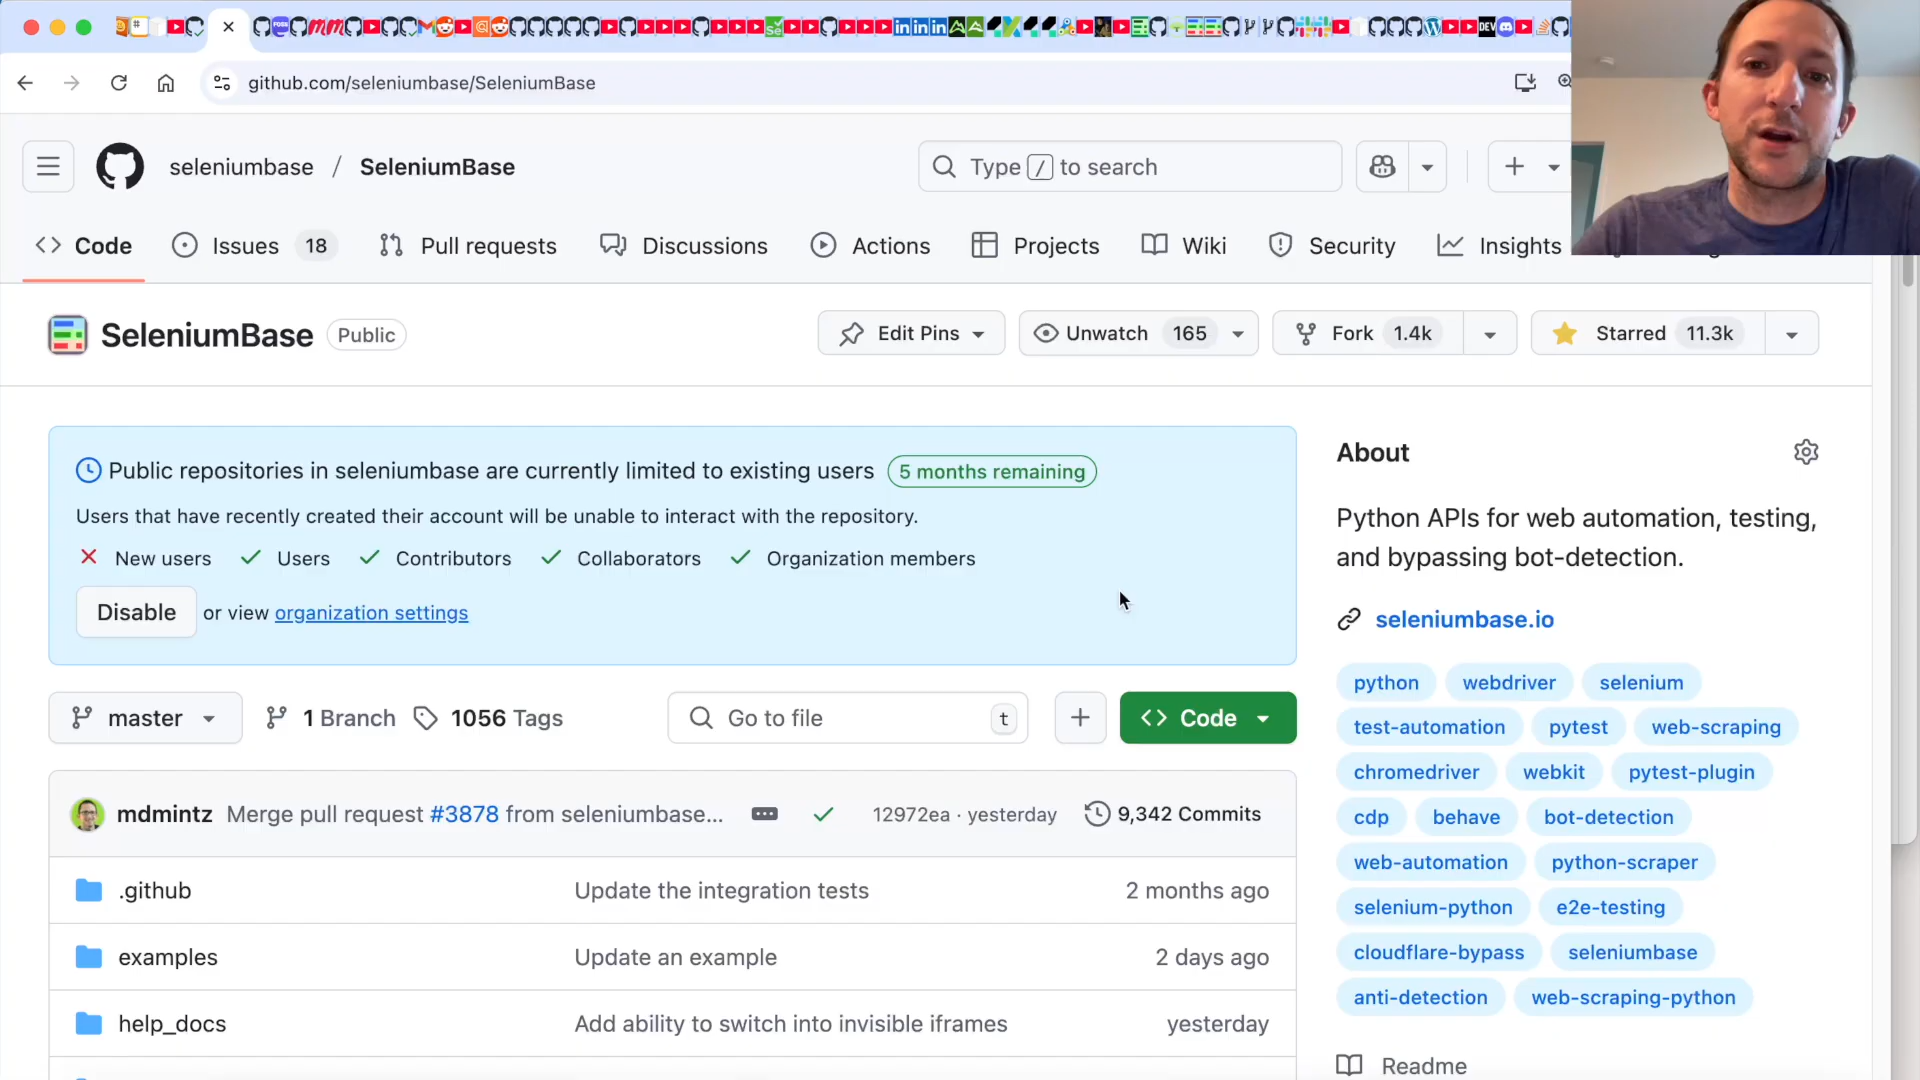 github.com/seleniumbase/SeleniumBase
seleniumbase / SeleniumBase
Type / to search
Code
Issues 18
Pull requests
Discussions
Actions
Projects
Wiki
Security
Insights
SeleniumBase Public
Edit Pins
Unwatch 165
Fork 1.4k
Starred 11.3k
Public repositories in seleniumbase are currently limited to existing users 5 months remaining
Users that have recently created their account will be unable to interact with the repository.
New users Users Contributors Collaborators Organization members
Disable or view organization settings
master
1 Branch
1056 Tags
Go to file t
Code
mdmintz Merge pull request #3878 from seleniumbase... 12972ea · yesterday 9,342 Commits
.github Update the integration tests 2 months ago
examples Update an example 2 days ago
help_docs Add ability to switch into invisible iframes yesterday
About
Python APIs for web automation, testing,
and bypassing bot-detection.
seleniumbase.io
python webdriver selenium
test-automation pytest web-scraping
chromedriver webkit pytest-plugin
cdp behave bot-detection
web-automation python-scraper
selenium-python e2e-testing
cloudflare-bypass seleniumbase
anti-detection web-scraping-python
Readme